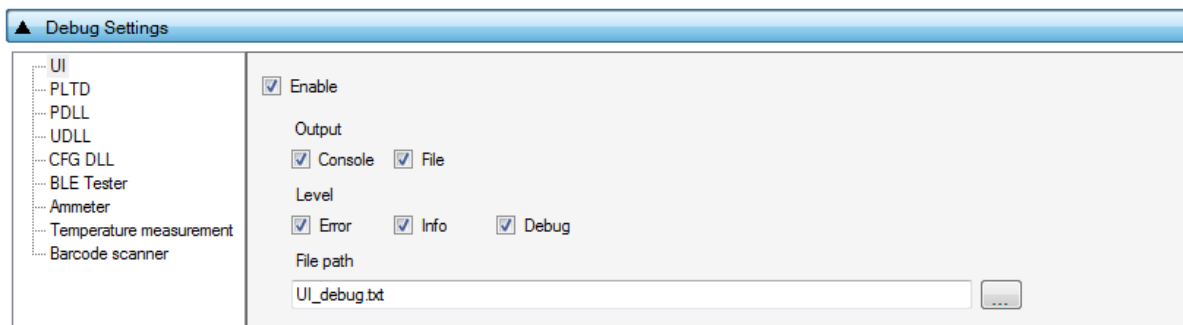 Debug Settings
UI
PLTD
PDLL
UDLL
CFG DLL
BLE Tester
Ammeter
Temperature measurement
Barcode scanner
Enable
Output
Console File
Level
Error Info Debug
File path
UI_debug.txt ...